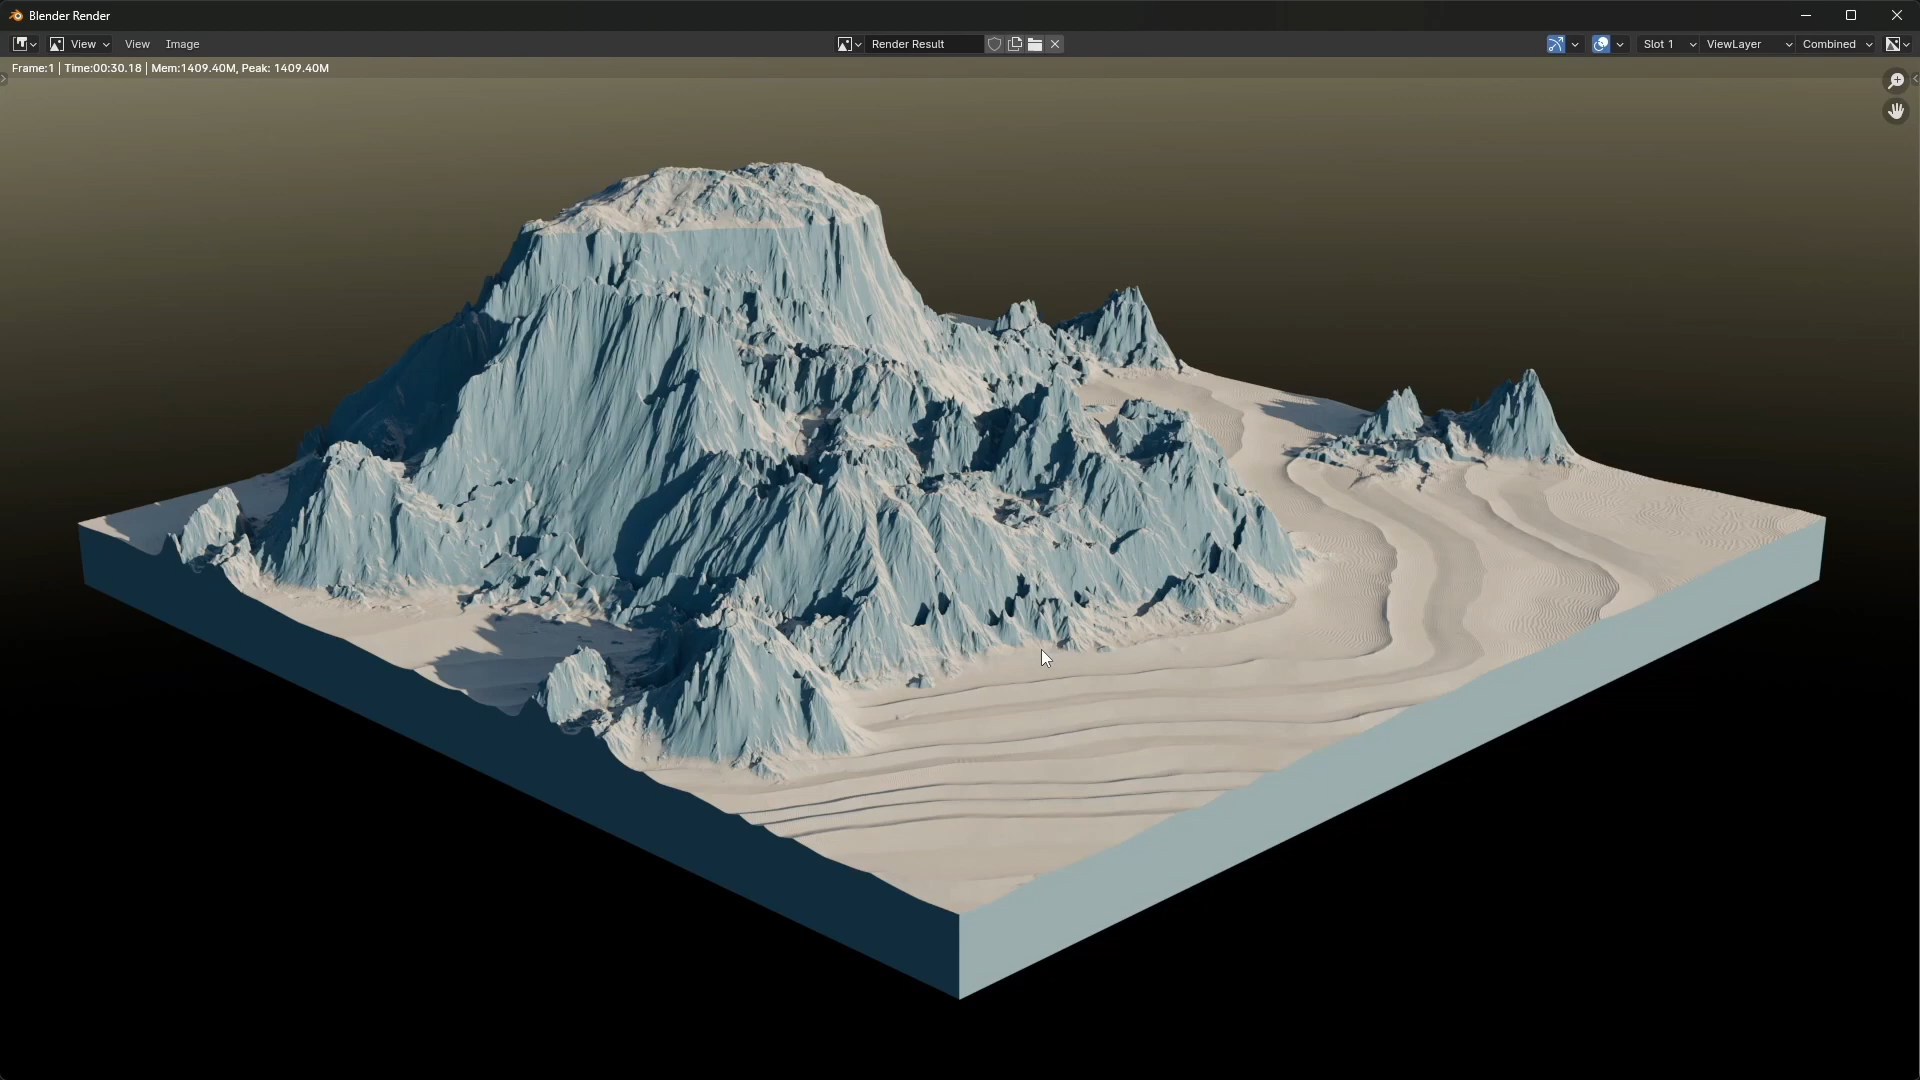 Blender Render
View View Image Render Result Slot 1 ViewLayer Combined
Frame:1 | Time:00:30.18 | Mem:1409.40M, Peak: 1409.40M